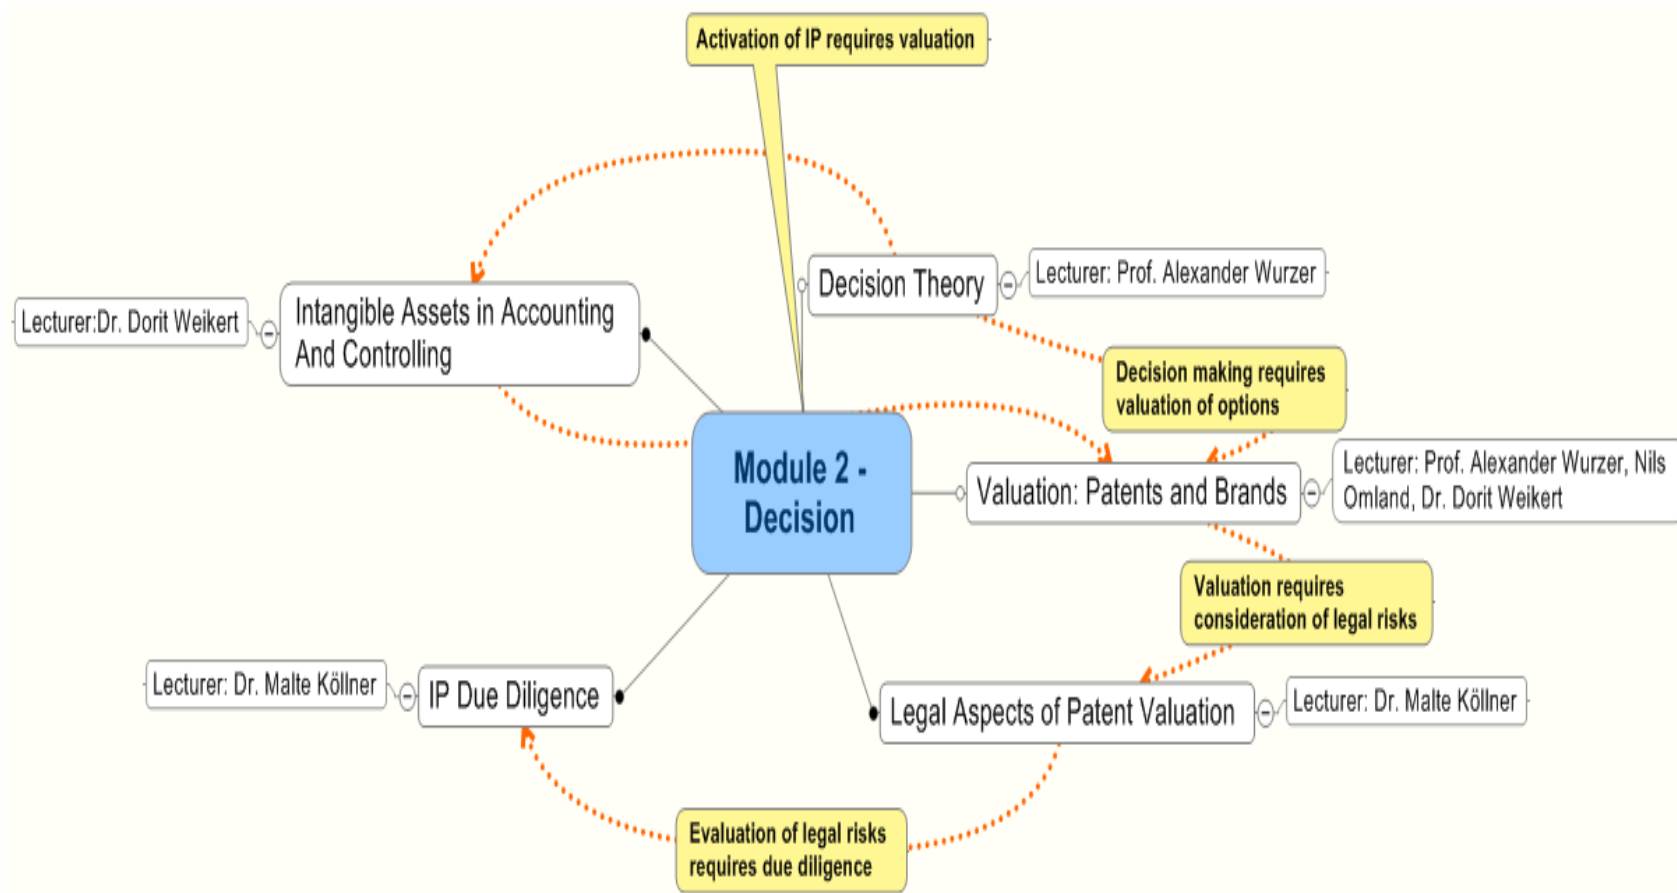 Activation of IP requires valuation
Decision Theory
Lecturer: Prof. Alexander Wurzer
Intangible Assets in Accounting
And Controlling
Lecturer:Dr. Dorit Weikert
Decision making requires
valuation of options
Module 2 -
Decision
Valuation: Patents and Brands
Lecturer: Prof. Alexander Wurzer, Nils
Omland, Dr. Dorit Weikert
Valuation requires
consideration of legal risks
IP Due Diligence
Lecturer: Dr. Malte Köllner
Legal Aspects of Patent Valuation
Lecturer: Dr. Malte Köllner
Evaluation of legal risks
requires due diligence